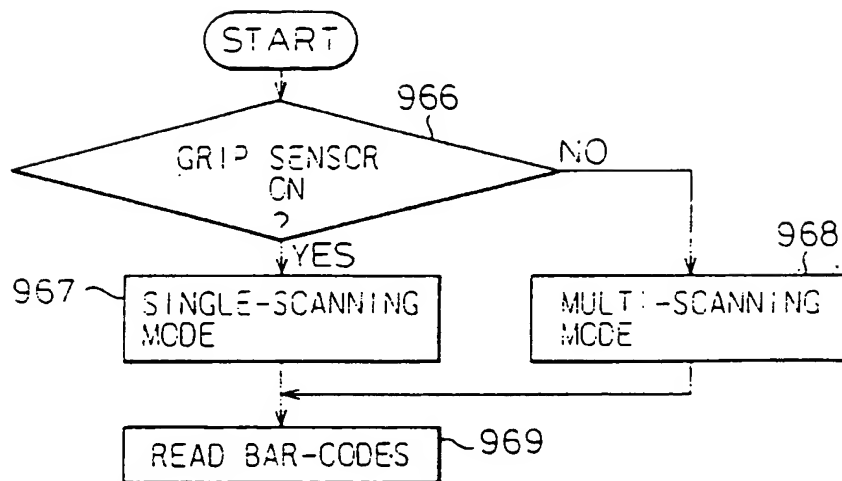 START
966
GRIP SENSOR
ON
?
NO
YES
967
SINGLE-SCANNING
MODE
968
MULTI-SCANNING
MODE
READ BAR-CODES
969